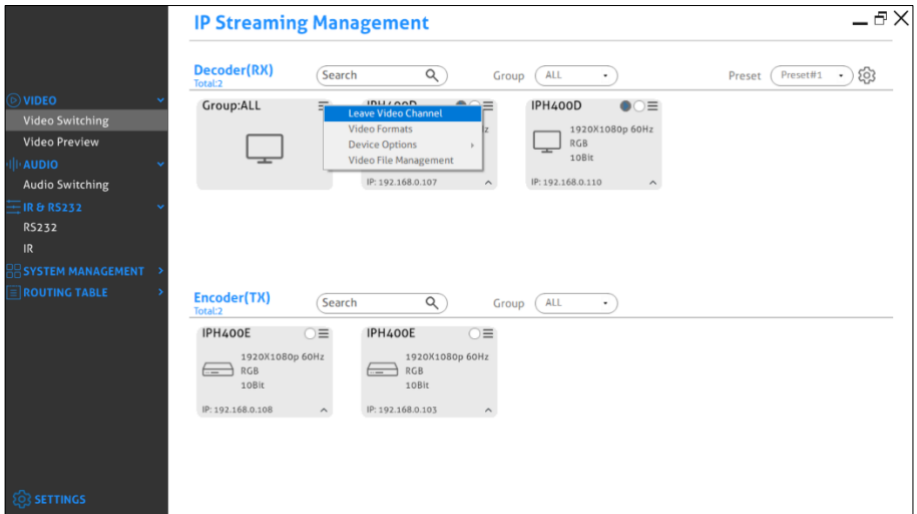 IP Streaming Management
VIDEO
Video Switching
Video Preview
AUDIO
Audio Switching
IR & RS232
RS232
IR
SYSTEM MANAGEMENT
ROUTING TABLE
SETTINGS
Decoder(RX)
Total:2
Search
Group
ALL
Preset
Preset#1
Group:ALL
Leave Video Channel
Video Formats
Device Options
Video File Management
IP: 192.168.0.107
IPH400D
1920X1080p 60Hz
RGB
10Bit
IP: 192.168.0.110
Encoder(TX)
Total:2
Search
Group
ALL
IPH400E
1920X1080p 60Hz
RGB
10Bit
IP: 192.168.0.108
IPH400E
1920X1080p 60Hz
RGB
10Bit
IP: 192.168.0.103